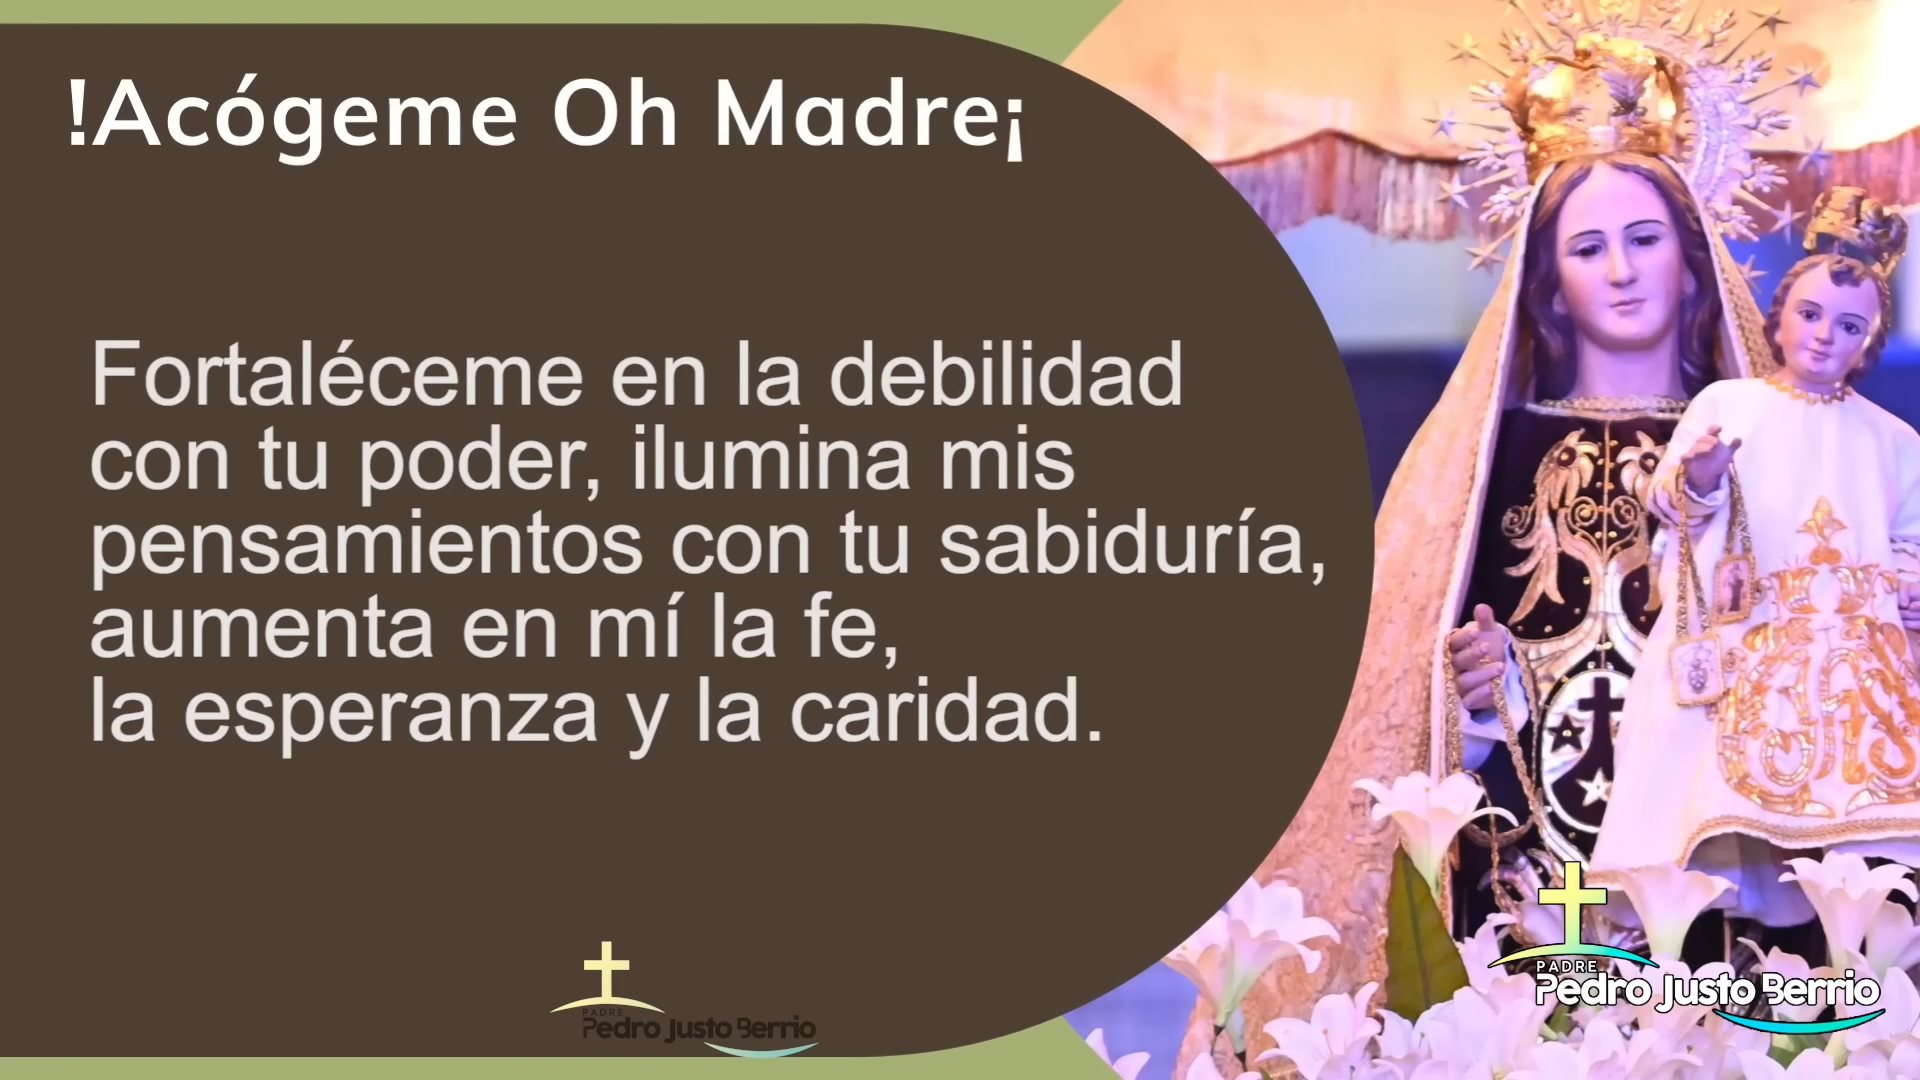 !Acógeme Oh Madre¡
Fortaléceme en la debilidad
con tu poder, ilumina mis
pensamientos con tu sabiduría,
aumenta en mí la fe,
la esperanza y la caridad.
PADRE
Pedro Justo Berrio
PADRE
Pedro Justo Berrio